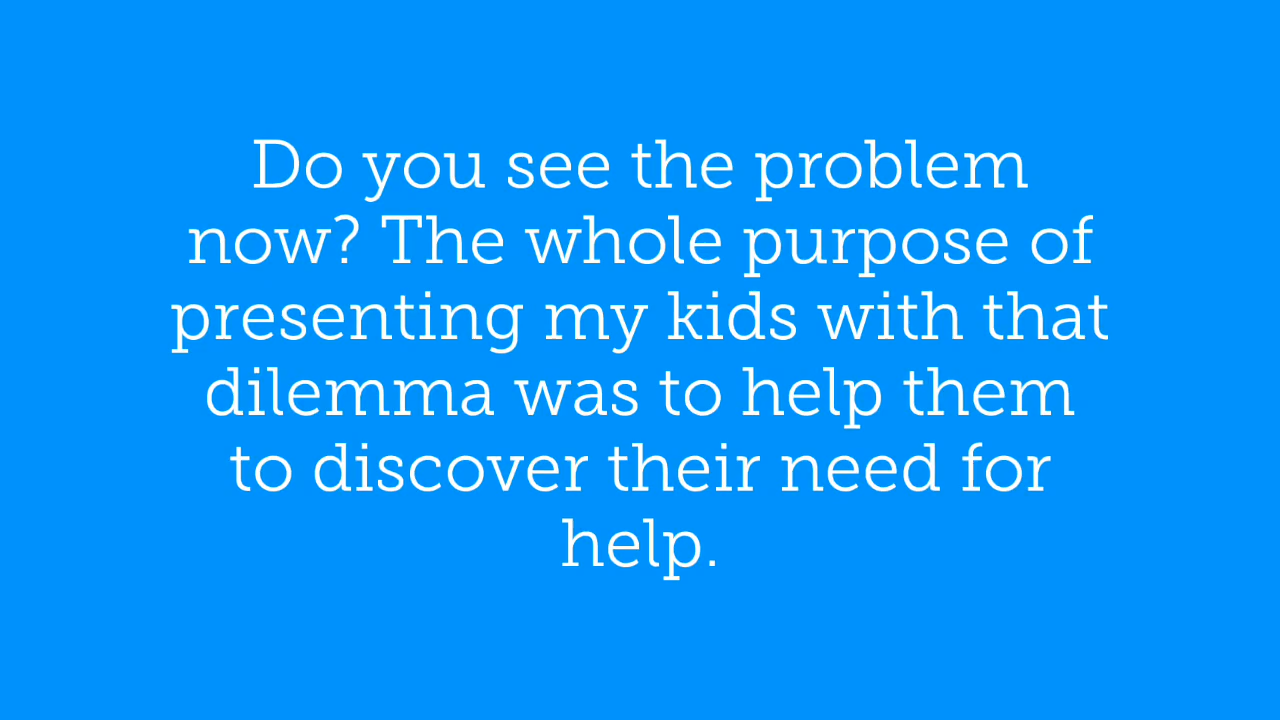 Do you see the problem
now? The whole purpose of
presenting my kids with that
dilemma was to help them
to discover their need for
help.